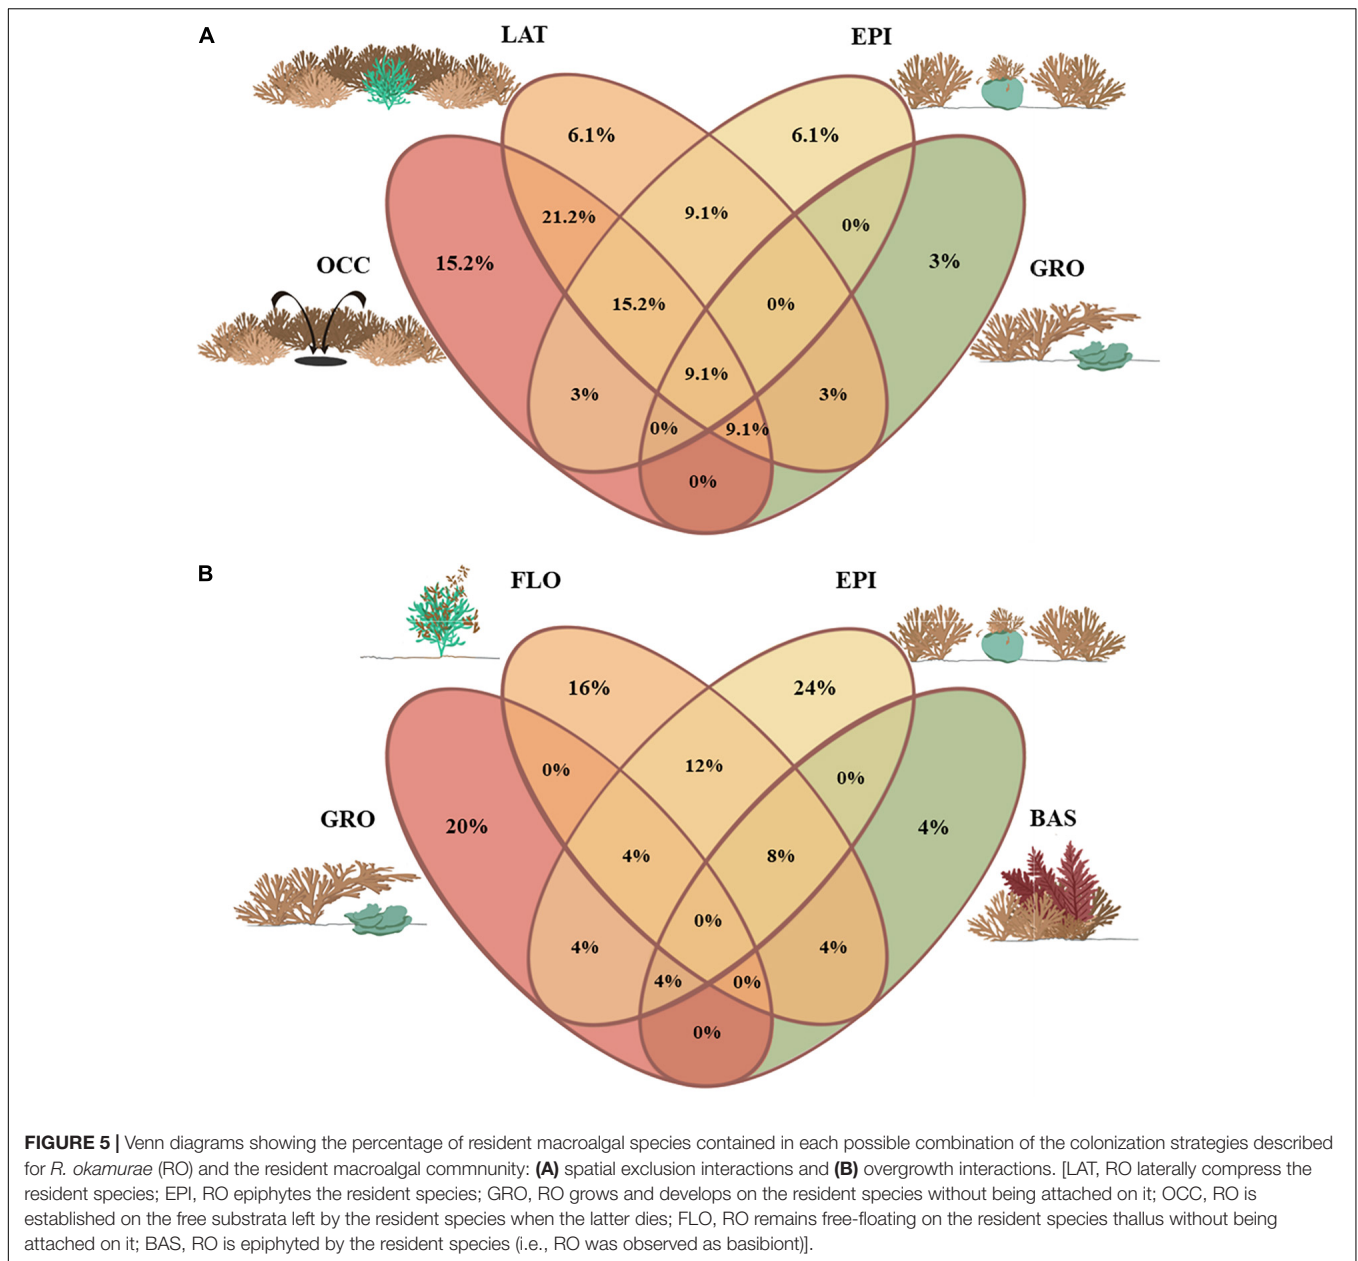 A
LAT
EPI
6.1%
6.1%
21.2%
9.1%
0%
15.2%
3%
OCC
GRO
15.2%
0%
9.1%
3%
3%
0%
9.1%
0%
B
FLO
EPI
16%
24%
0%
12%
0%
GRO
20%
4%
BAS
4%
8%
0%
4%
4%
4%
0%
0%
FIGURE 5 | Venn diagrams showing the percentage of resident macroalgal species contained in each possible combination of the colonization strategies described
for R. okamurae (RO) and the resident macroalgal commnunity: (A) spatial exclusion interactions and (B) overgrowth interactions. [LAT, RO laterally compress the
resident species; EPI, RO epiphytes the resident species; GRO, RO grows and develops on the resident species without being attached on it; OCC, RO is
established on the free substrata left by the resident species when the latter dies; FLO, RO remains free-floating on the resident species thallus without being
attached on it; BAS, RO is epiphyted by the resident species (i.e., RO was observed as basibiont)].